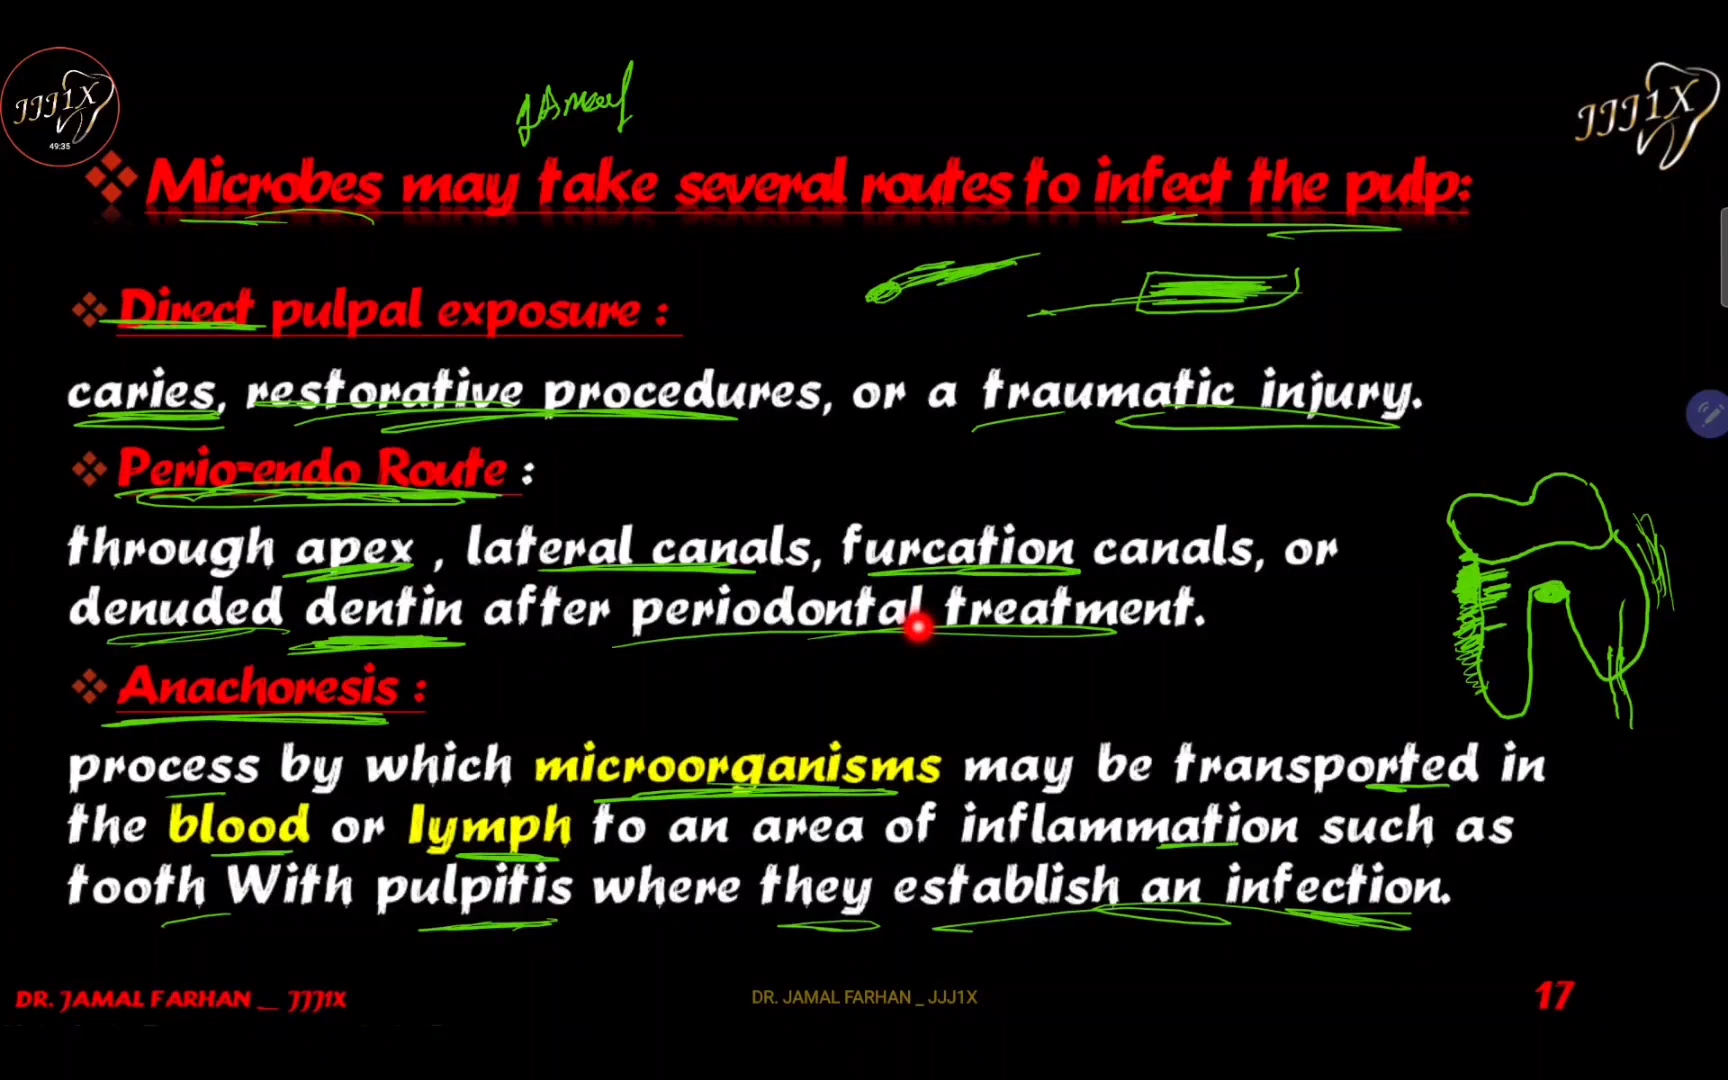 JJJ1X
49:35
JJJ1X
Microbes may take several routes to infect the pulp:
Direct pulpal exposure :
caries, restorative procedures, or a traumatic injury.
Perio-endo Route :
through apex , lateral canals, furcation canals, or
denuded dentin after periodontal treatment.
Anachoresis :
process by which microorganisms may be transported in
the blood or lymph to an area of inflammation such as
tooth With pulpitis where they establish an infection.
DR. JAMAL FARHAN _ JJJ1X
DR. JAMAL FARHAN _ JJJ1X
17